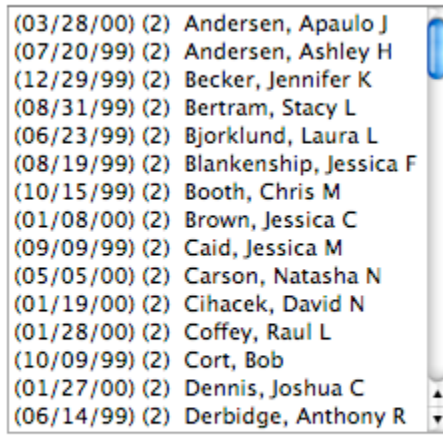 (03/28/00) (2) Andersen, Apaulo J
(07/20/99) (2) Andersen, Ashley H
(12/29/99) (2) Becker, Jennifer K
(08/31/99) (2) Bertram, Stacy L
(06/23/99) (2) Bjorklund, Laura L
(08/19/99) (2) Blankenship, Jessica F
(10/15/99) (2) Booth, Chris M
(01/08/00) (2) Brown, Jessica C
(09/09/99) (2) Caid, Jessica M
(05/05/00) (2) Carson, Natasha N
(01/19/00) (2) Cihacek, David N
(01/28/00) (2) Coffey, Raul L
(10/09/99) (2) Cort, Bob
(01/27/00) (2) Dennis, Joshua C
(06/14/99) (2) Derbidge, Anthony R